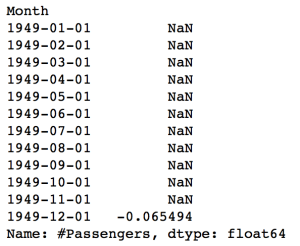 Month
1949-01-01 NaN
1949-02-01 NaN
1949-03-01 NaN
1949-04-01 NaN
1949-05-01 NaN
1949-06-01 NaN
1949-07-01 NaN
1949-08-01 NaN
1949-09-01 NaN
1949-10-01 NaN
1949-11-01 NaN
1949-12-01 -0.065494
Name: #Passengers, dtype: float64